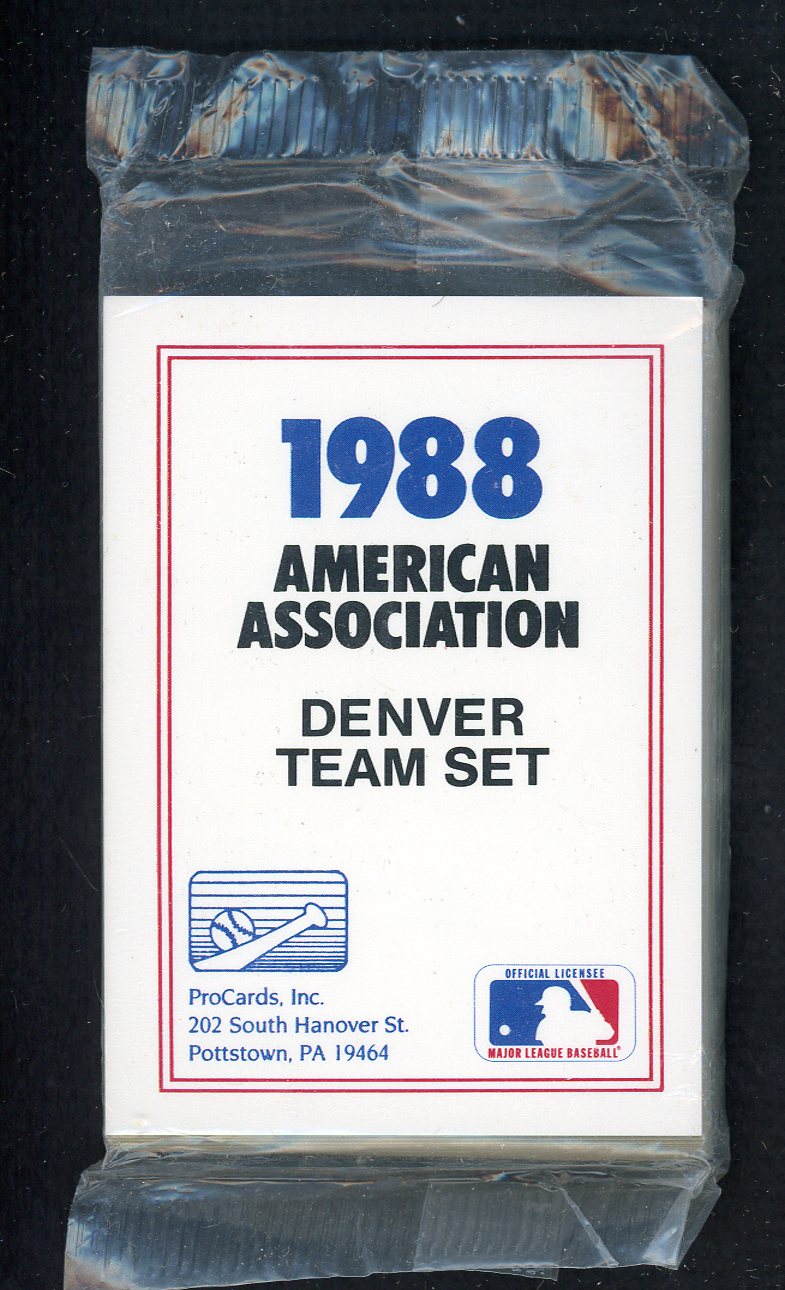 1988
AMERICAN
ASSOCIATION
DENVER
TEAM SET
ProCards, Inc.
202 South Hanover St.
Pottstown, PA 19464
OFFICIAL LICENSEE
MAJOR LEAGUE BASEBALL®